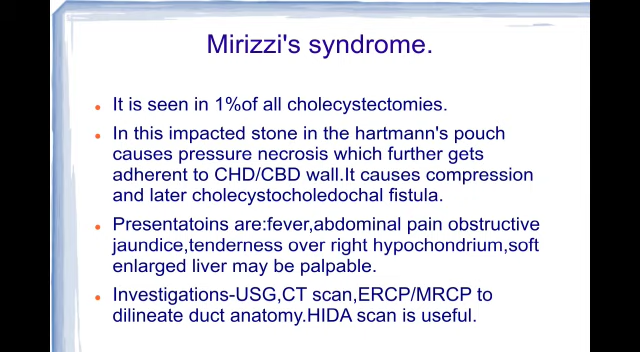 Mirizzi's syndrome.
It is seen in 1%of all cholecystectomies.
In this impacted stone in the hartmann's pouch
causes pressure necrosis which further gets
adherent to CHD/CBD wall.It causes compression
and later cholecystocholedochal fistula.
Presentatoins are:fever,abdominal pain obstructive
jaundice,tenderness over right hypochondrium,soft
enlarged liver may be palpable.
Investigations-USG,CT scan,ERCP/MRCP to
dilineate duct anatomy.HIDA scan is useful.